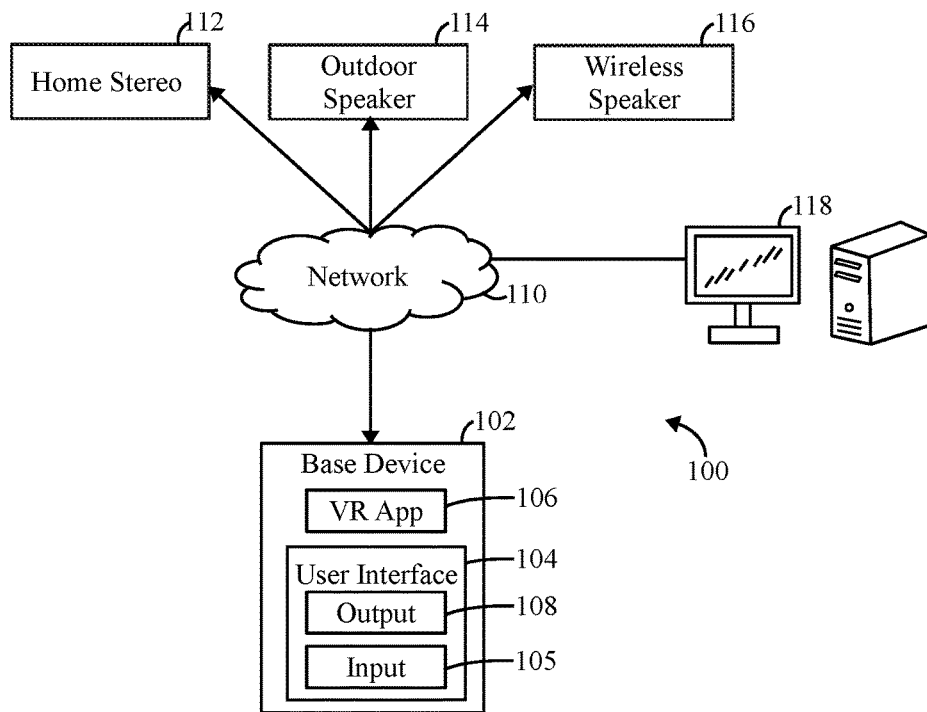 112
114
116
Home Stereo
Outdoor
Speaker
Wireless
Speaker
118
Network
110
102
Base Device
100
106
VR App
104
User Interface
Output
108
Input
105